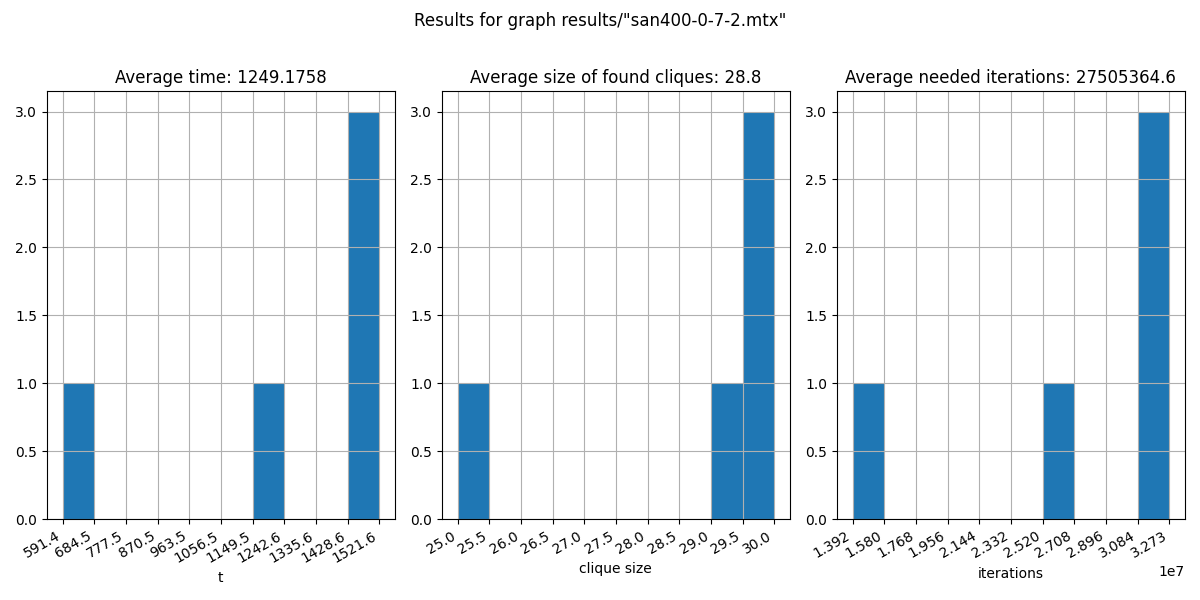 Results for graph results/"san400-0-7-2.mtx"
Average time: 1249.1758
3.0
2.5
2.0
1.5
1.0
0.5
0.0
591.4 684.5 777.5 870.5 963.5 1056.5 1149.5 1242.6 1335.6 1428.6 1521.6
t
Average size of found cliques: 28.8
3.0
2.5
2.0
1.5
1.0
0.5
0.0
25.0 25.5 26.0 26.5 27.0 27.5 28.0 28.5 29.0 29.5 30.0
clique size
Average needed iterations: 27505364.6
3.0
2.5
2.0
1.5
1.0
0.5
0.0
1.392 1.580 1.768 1.956 2.144 2.332 2.520 2.708 2.896 3.084 3.273
1e7
iterations